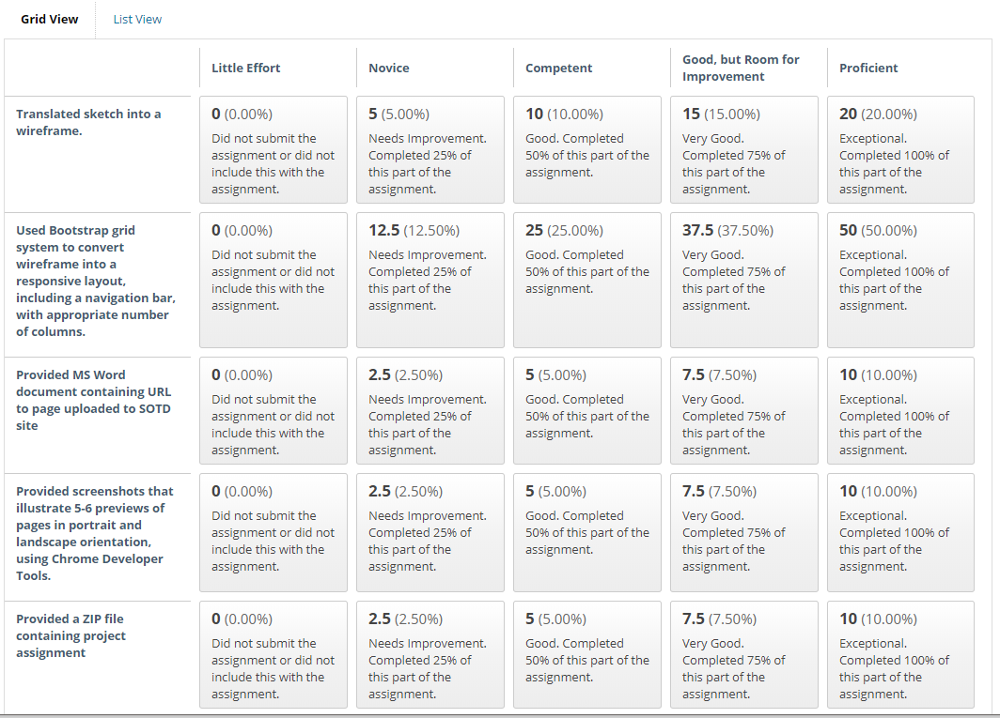 Grid View List View
Little Effort Novice Competent Good, but Room for Improvement Proficient
Translated sketch into a
wireframe.
0 (0.00%)
Did not submit the
assignment or did not
include this with the
assignment.
5 (5.00%)
Needs Improvement.
Completed 25% of
this part of the
assignment.
10 (10.00%)
Good. Completed
50% of this part of the
assignment.
15 (15.00%)
Very Good.
Completed 75% of
this part of the
assignment.
20 (20.00%)
Exceptional.
Completed 100% of
this part of the
assignment.
Used Bootstrap grid
system to convert
wireframe into a
responsive layout,
including a navigation bar,
with appropriate number
of columns.
0 (0.00%)
Did not submit the
assignment or did not
include this with the
assignment.
12.5 (12.50%)
Needs Improvement.
Completed 25% of
this part of the
assignment.
25 (25.00%)
Good. Completed
50% of this part of the
assignment.
37.5 (37.50%)
Very Good.
Completed 75% of
this part of the
assignment.
50 (50.00%)
Exceptional.
Completed 100% of
this part of the
assignment.
Provided MS Word
document containing URL
to page uploaded to SOTD
site
0 (0.00%)
Did not submit the
assignment or did not
include this with the
assignment.
2.5 (2.50%)
Needs Improvement.
Completed 25% of
this part of the
assignment.
5 (5.00%)
Good. Completed
50% of this part of the
assignment.
7.5 (7.50%)
Very Good.
Completed 75% of
this part of the
assignment.
10 (10.00%)
Exceptional.
Completed 100% of
this part of the
assignment.
Provided screenshots that
illustrate 5-6 previews of
pages in portrait and
landscape orientation,
using Chrome Developer
Tools.
0 (0.00%)
Did not submit the
assignment or did not
include this with the
assignment.
2.5 (2.50%)
Needs Improvement.
Completed 25% of
this part of the
assignment.
5 (5.00%)
Good. Completed
50% of this part of the
assignment.
7.5 (7.50%)
Very Good.
Completed 75% of
this part of the
assignment.
10 (10.00%)
Exceptional.
Completed 100% of
this part of the
assignment.
Provided a ZIP file
containing project
assignment
0 (0.00%)
Did not submit the
assignment or did not
include this with the
assignment.
2.5 (2.50%)
Needs Improvement.
Completed 25% of
this part of the
assignment.
5 (5.00%)
Good. Completed
50% of this part of the
assignment.
7.5 (7.50%)
Very Good.
Completed 75% of
this part of the
assignment.
10 (10.00%)
Exceptional.
Completed 100% of
this part of the
assignment.